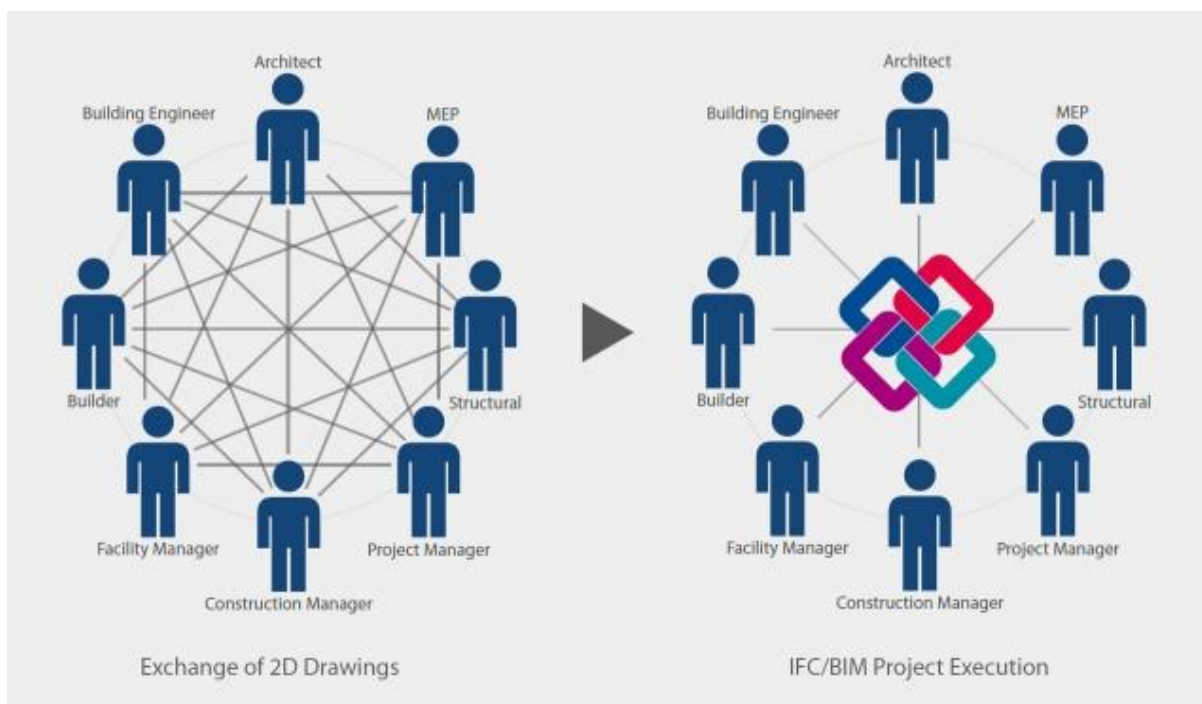 Architect
Building Engineer
MEP
Builder
Structural
Facility Manager
Project Manager
Construction Manager
Exchange of 2D Drawings
Architect
Building Engineer
MEP
Builder
Structural
Facility Manager
Project Manager
Construction Manager
IFC/BIM Project Execution